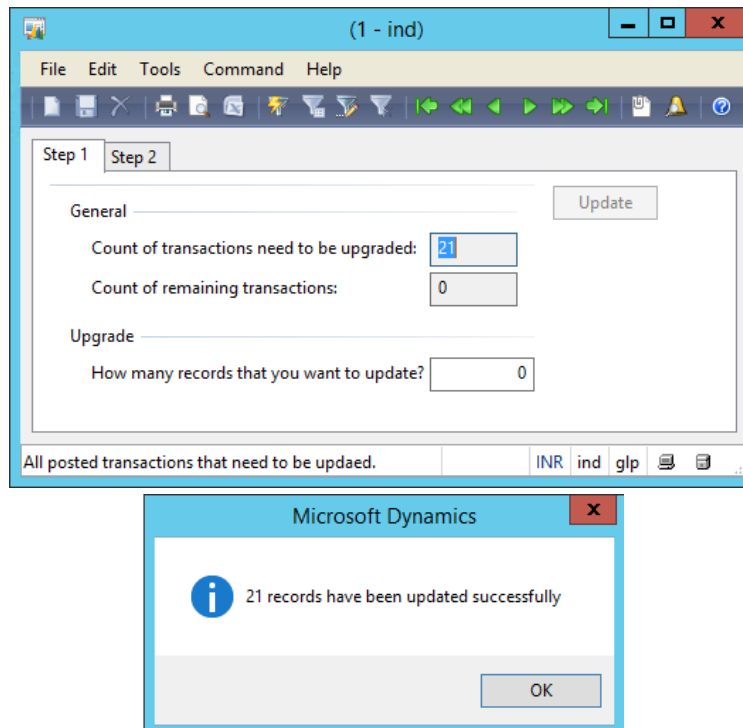 (1 - ind)
File Edit Tools Command Help
Step 1 Step 2
Update
General
Count of transactions need to be upgraded: 21
Count of remaining transactions: 0
Upgrade
How many records that you want to update? 0
All posted transactions that need to be updaed. INR ind glp
Microsoft Dynamics
21 records have been updated successfully
OK